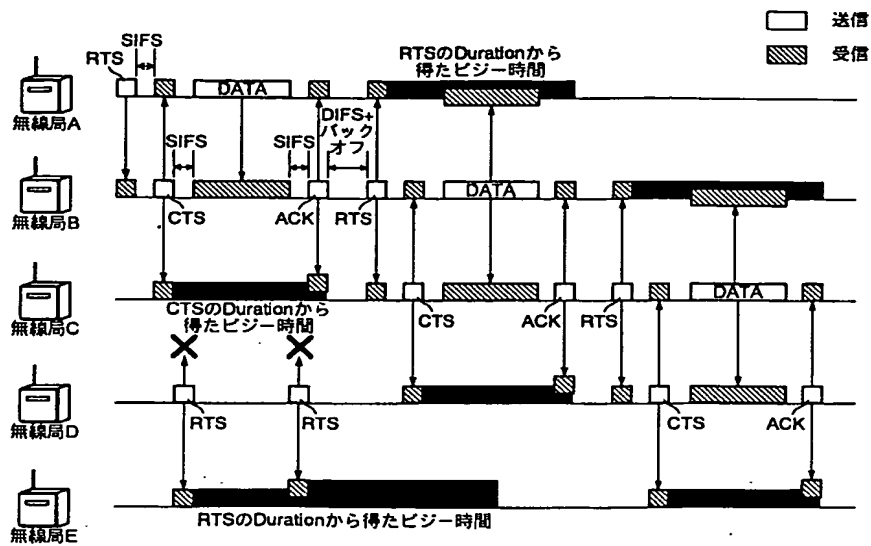 送信
受信
SIFS
RTS
RTSのDurationから
得たビジー時間
DATA
無線局A
SIFS
SIFS
DIFS+
バック
オフ
DATA
CTS
ACK
RTS
無線局B
DATA
CTSのDurationから
得たビジー時間
CTS
ACK
RTS
無線局C
RTS
RTS
CTS
ACK
無線局D
RTSのDurationから得たビジー時間
無線局E